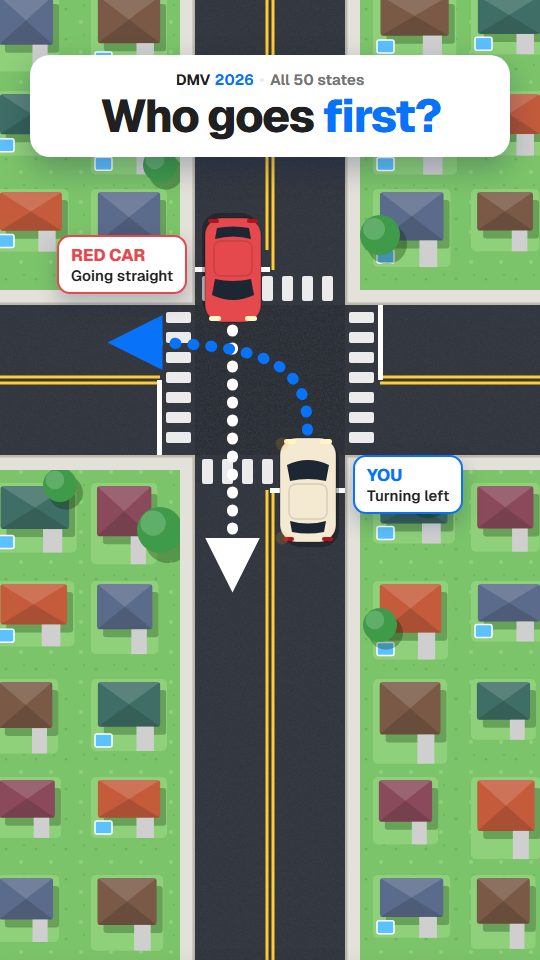 DMV 2026 · All 50 states
Who goes first?
RED CAR
Going straight
YOU
Turning left